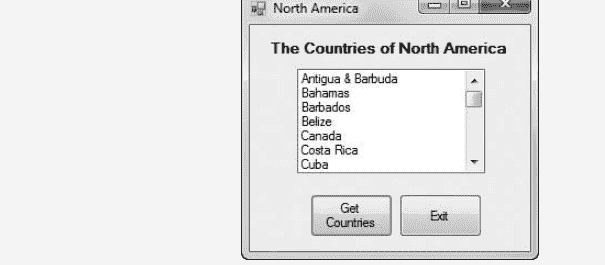 North America
The Countries of North America
Antigua & Barbuda
Bahamas
Barbados
Belize
Canada
Costa Rica
Cuba
Get
Countries
Exit